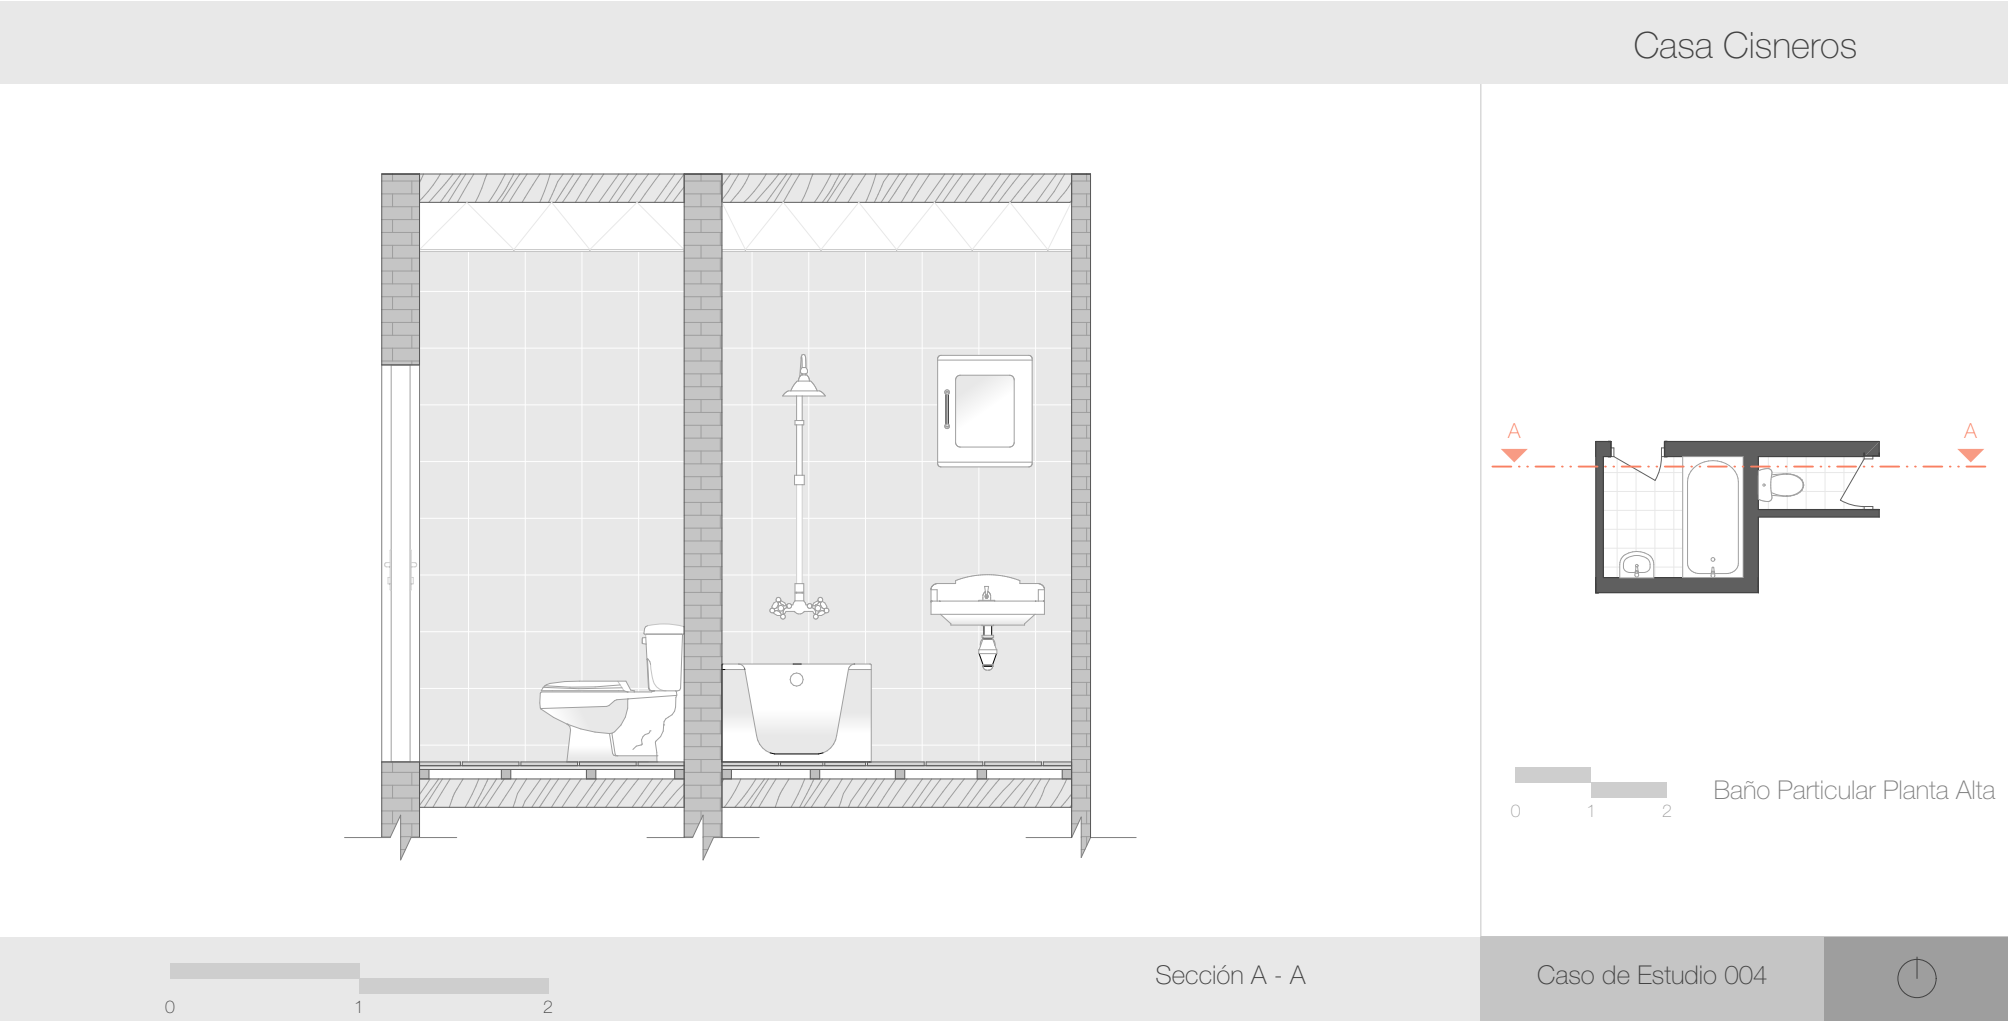 Casa Cisneros
A A
0 1 2
Baño Particular Planta Alta
0 1 2
Sección A - A
Caso de Estudio 004